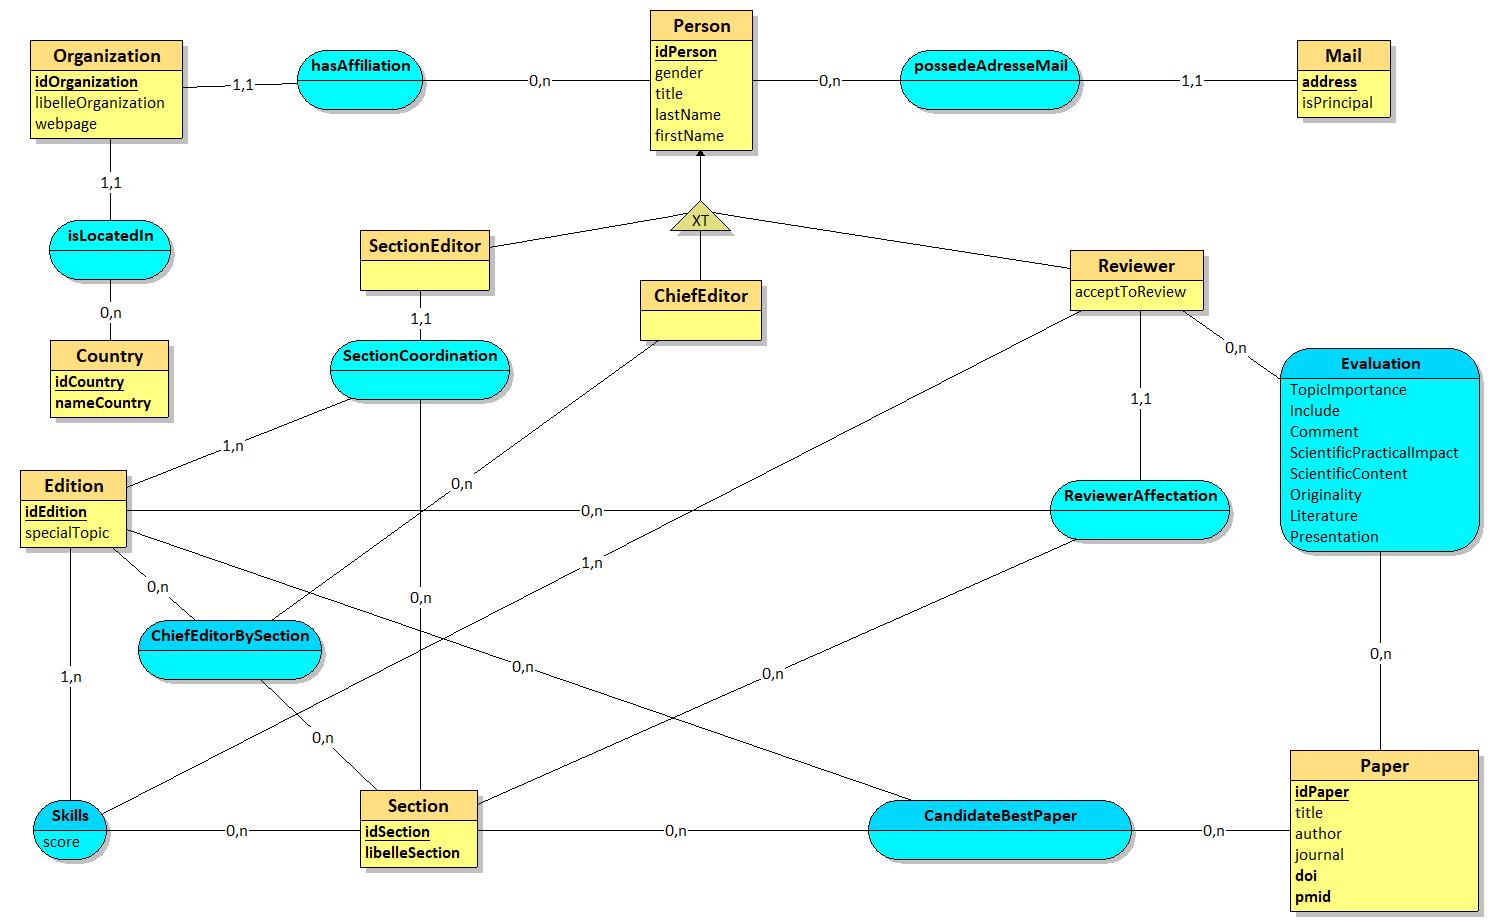 Organization
idOrganization
libelleOrganization
webpage
1,1
hasAffiliation
0,n
Person
idPerson
gender
title
lastName
firstName
0,n
possedeAdresseMail
1,1
Mail
address
isPrincipal
1,1
isLocatedIn
0,n
Country
idCountry
nameCountry
XT
SectionEditor
ChiefEditor
Reviewer
acceptToReview
1,1
SectionCoordination
0,n
Evaluation
TopicImportance
Include
Comment
ScientificPracticalImpact
ScientificContent
Originality
Literature
Presentation
1,1
1,n
0,n
Edition
idEdition
specialTopic
0,n
ReviewerAffectation
1,n
0,n
0,n
ChiefEditorBySection
0,n
0,n
1,n
0,n
0,n
0,n
Skills
score
0,n
Section
idSection
libelleSection
0,n
CandidateBestPaper
0,n
Paper
idPaper
title
author
journal
doi
pmid